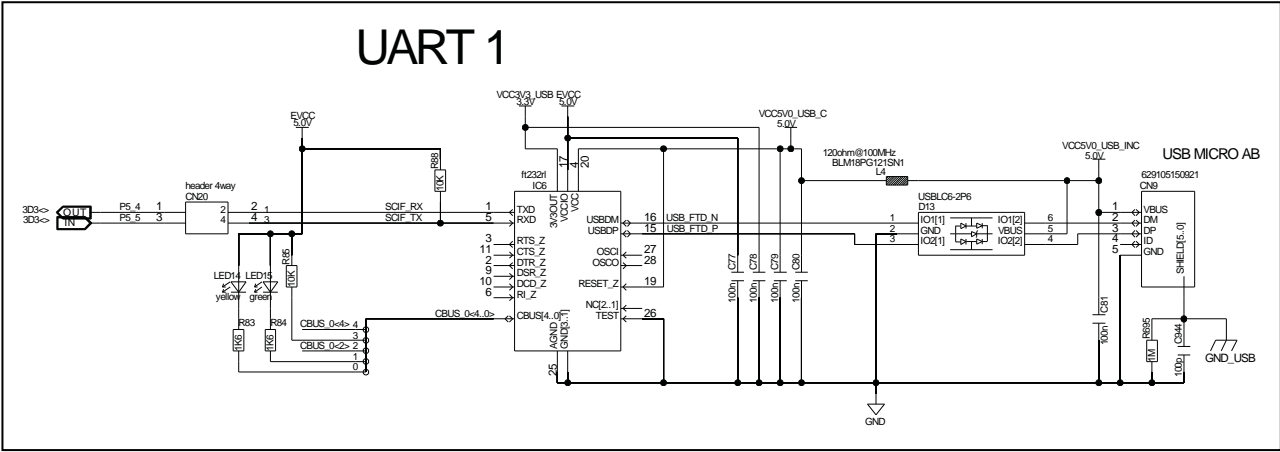 UART 1
VCC3V3_USB
3.3V
EVCC
5.0V
VCC5V0_USB_C
5.0V
EVCC
5.0V
VCC5V0_USB_INC
5.0V
USB MICRO AB
120ohm@100MHz
BLM18PG121SN1
L4
629105150921
CN9
header 4way
CN20
R88
10K
ft232rl
IC6
17
4
20
3V3OUT
VCCIO
VCC
USBLC6-2P6
D13
3D3<> OUT P5_4 1 2 2 1 SCIF_RX 1 TXD
3D3<> IN P5_5 3 4 4 3 SCIF_TX 5 RXD
USBDM 16 USB_FTD_N
USBDP 15 USB_FTD_P
1 IO1[1] IO1[2] 6
2 GND VBUS 5
3 IO2[1] IO2[2] 4
1 VBUS
2 DM
3 DP
4 ID
5 GND
SHIELD[5..0]
3 RTS_Z
11 CTS_Z
2 DTR_Z
9 DSR_Z
10 DCD_Z
6 RI_Z
OSCI 27
OSCO 28
RESET_Z 19
NC[2..1]
TEST 26
CBUS_0<4..0> CBUS[4..0]
AGND
GND[3..1]
25
R85
10K
LED14
yellow
LED15
green
R83
1K6
R84
1K6
CBUS_0<4> 4
3
CBUS_0<2> 2
1
0
C77
100n
C78
100n
C79
100n
C80
100n
C81
100n
R695
1M
C944
100p
GND_USB
GND